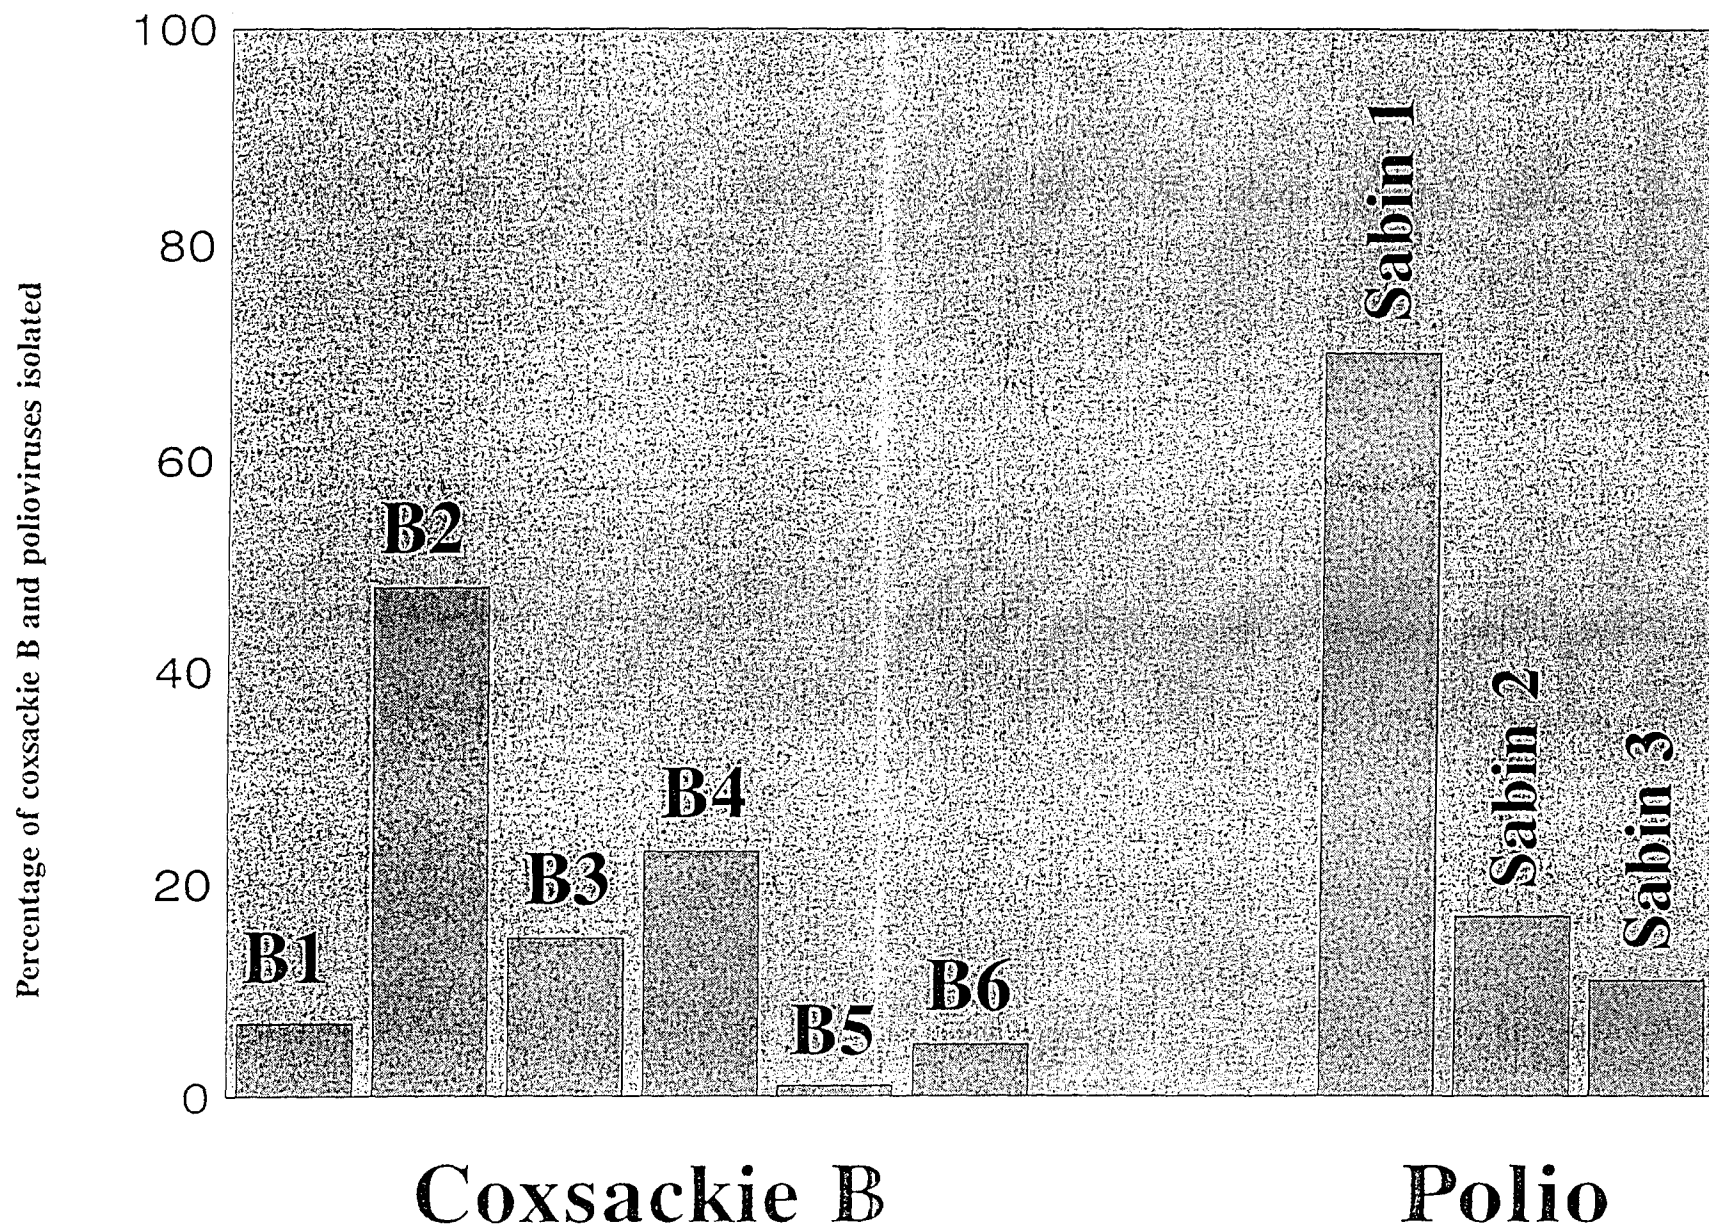 Percentage of coxsackie B and polioviruses isolated
100
80
60
40
20
0
B1
B2
B3
B4
B5
B6
Sabin 1
Sabin 2
Sabin 3
Coxsackie B
Polio